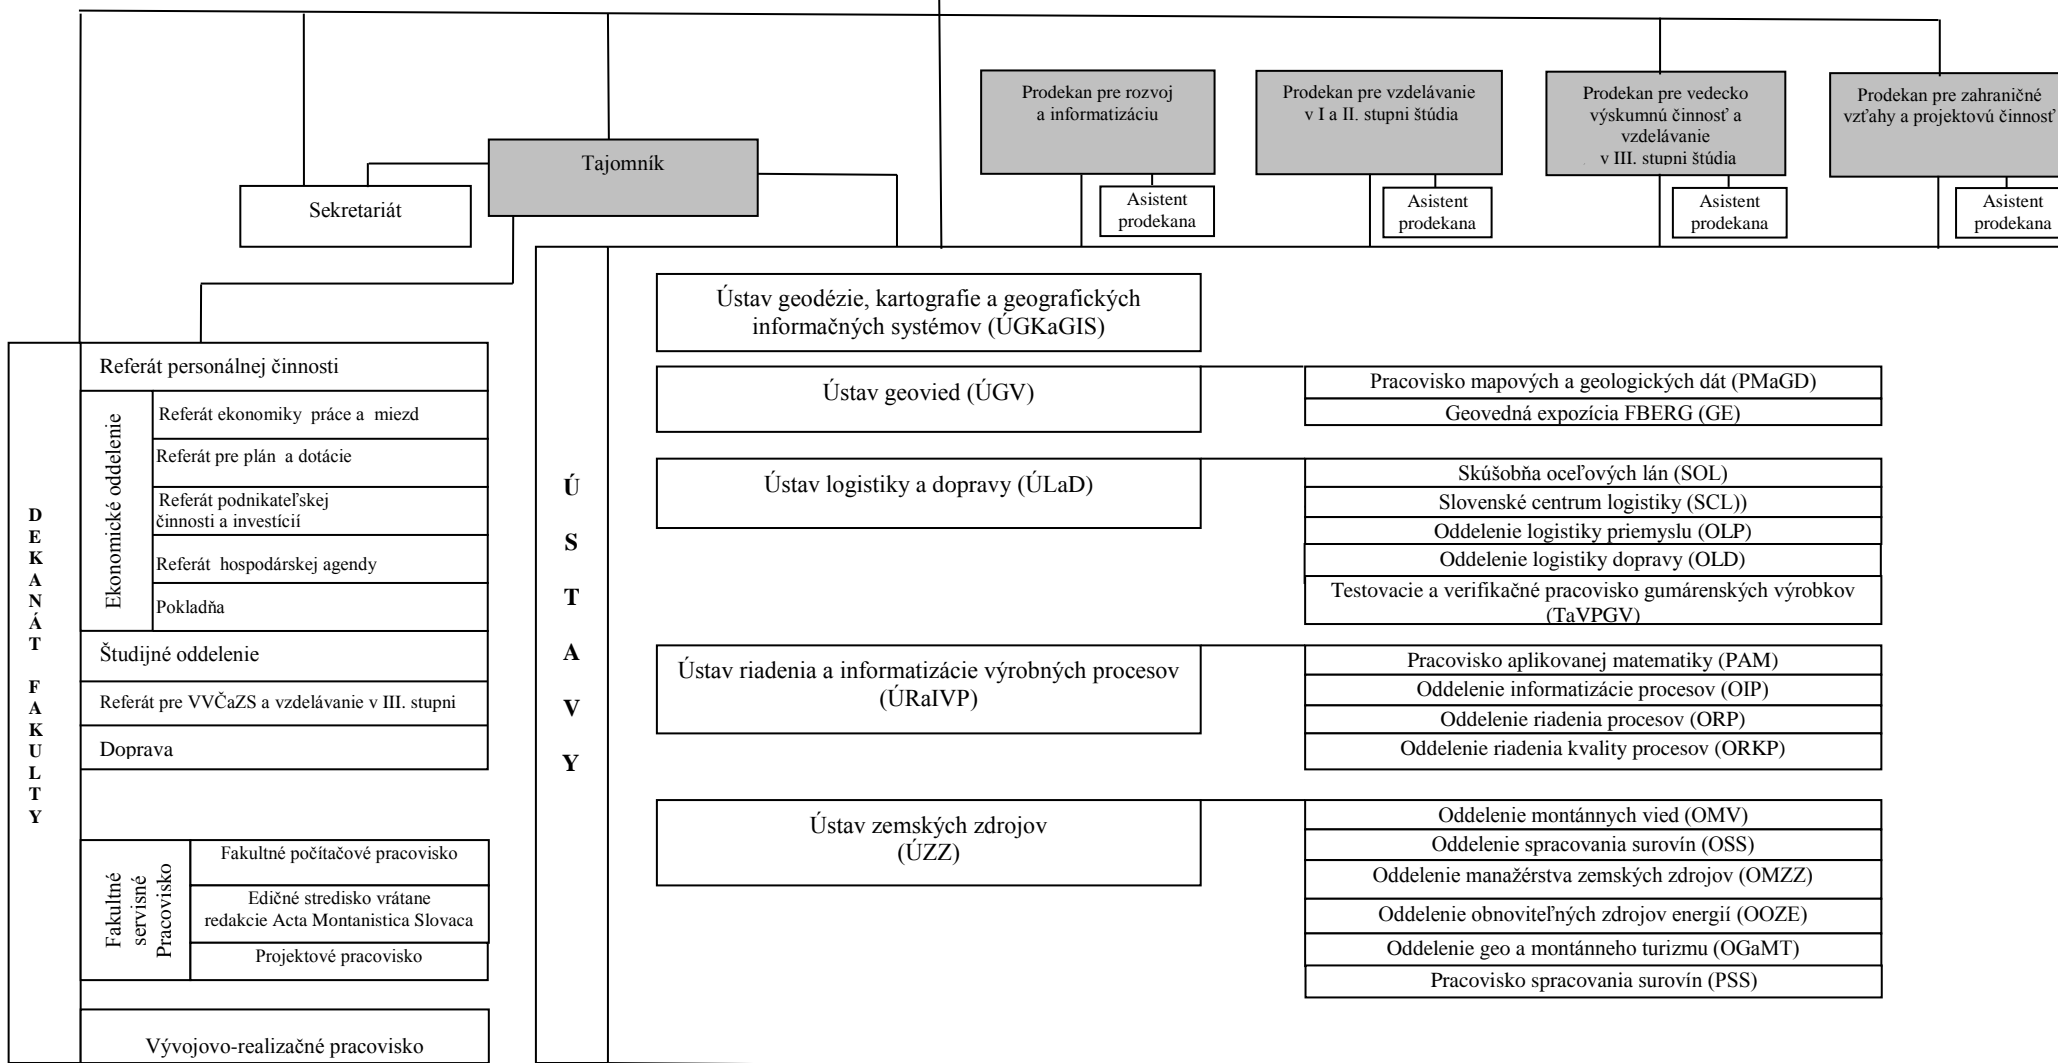 Prodekan pre rozvoj
a informatizáciu
Prodekan pre vzdelávanie
v I a II. stupni štúdia
Prodekan pre vedecko
výskumnú činnosť a
vzdelávanie
v III. stupni štúdia
Prodekan pre zahraničné
vzťahy a projektovú činnosť
Tajomník
Sekretariát
Asistent
prodekana
Asistent
prodekana
Asistent
prodekana
Asistent
prodekana
DEKANÁT FAKULTY
Referát personálnej činnosti
Ekonomické oddelenie
Referát ekonomiky práce a miezd
Referát pre plán a dotácie
Referát podnikateľskej
činnosti a investícií
Referát hospodárskej agendy
Pokladňa
Študijné oddelenie
Referát pre VVČaZS a vzdelávanie v III. stupni
Doprava
Fakultné
servisné
Pracovisko
Fakultné počítačové pracovisko
Edičné stredisko vrátane
redakcie Acta Montanistica Slovaca
Projektové pracovisko
Vývojovo-realizačné pracovisko
ÚSTAVY
Ústav geodézie, kartografie a geografických
informačných systémov (ÚGKaGIS)
Ústav geovied (ÚGV)
Pracovisko mapových a geologických dát (PMaGD)
Geovedná expozícia FBERG (GE)
Ústav logistiky a dopravy (ÚLaD)
Skúšobňa oceľových lán (SOL)
Slovenské centrum logistiky (SCL))
Oddelenie logistiky priemyslu (OLP)
Oddelenie logistiky dopravy (OLD)
Testovacie a verifikačné pracovisko gumárenských výrobkov
(TaVPGV)
Ústav riadenia a informatizácie výrobných procesov
(ÚRaIVP)
Pracovisko aplikovanej matematiky (PAM)
Oddelenie informatizácie procesov (OIP)
Oddelenie riadenia procesov (ORP)
Oddelenie riadenia kvality procesov (ORKP)
Ústav zemských zdrojov
(ÚZZ)
Oddelenie montánnych vied (OMV)
Oddelenie spracovania surovín (OSS)
Oddelenie manažérstva zemských zdrojov (OMZZ)
Oddelenie obnoviteľných zdrojov energií (OOZE)
Oddelenie geo a montánneho turizmu (OGaMT)
Pracovisko spracovania surovín (PSS)